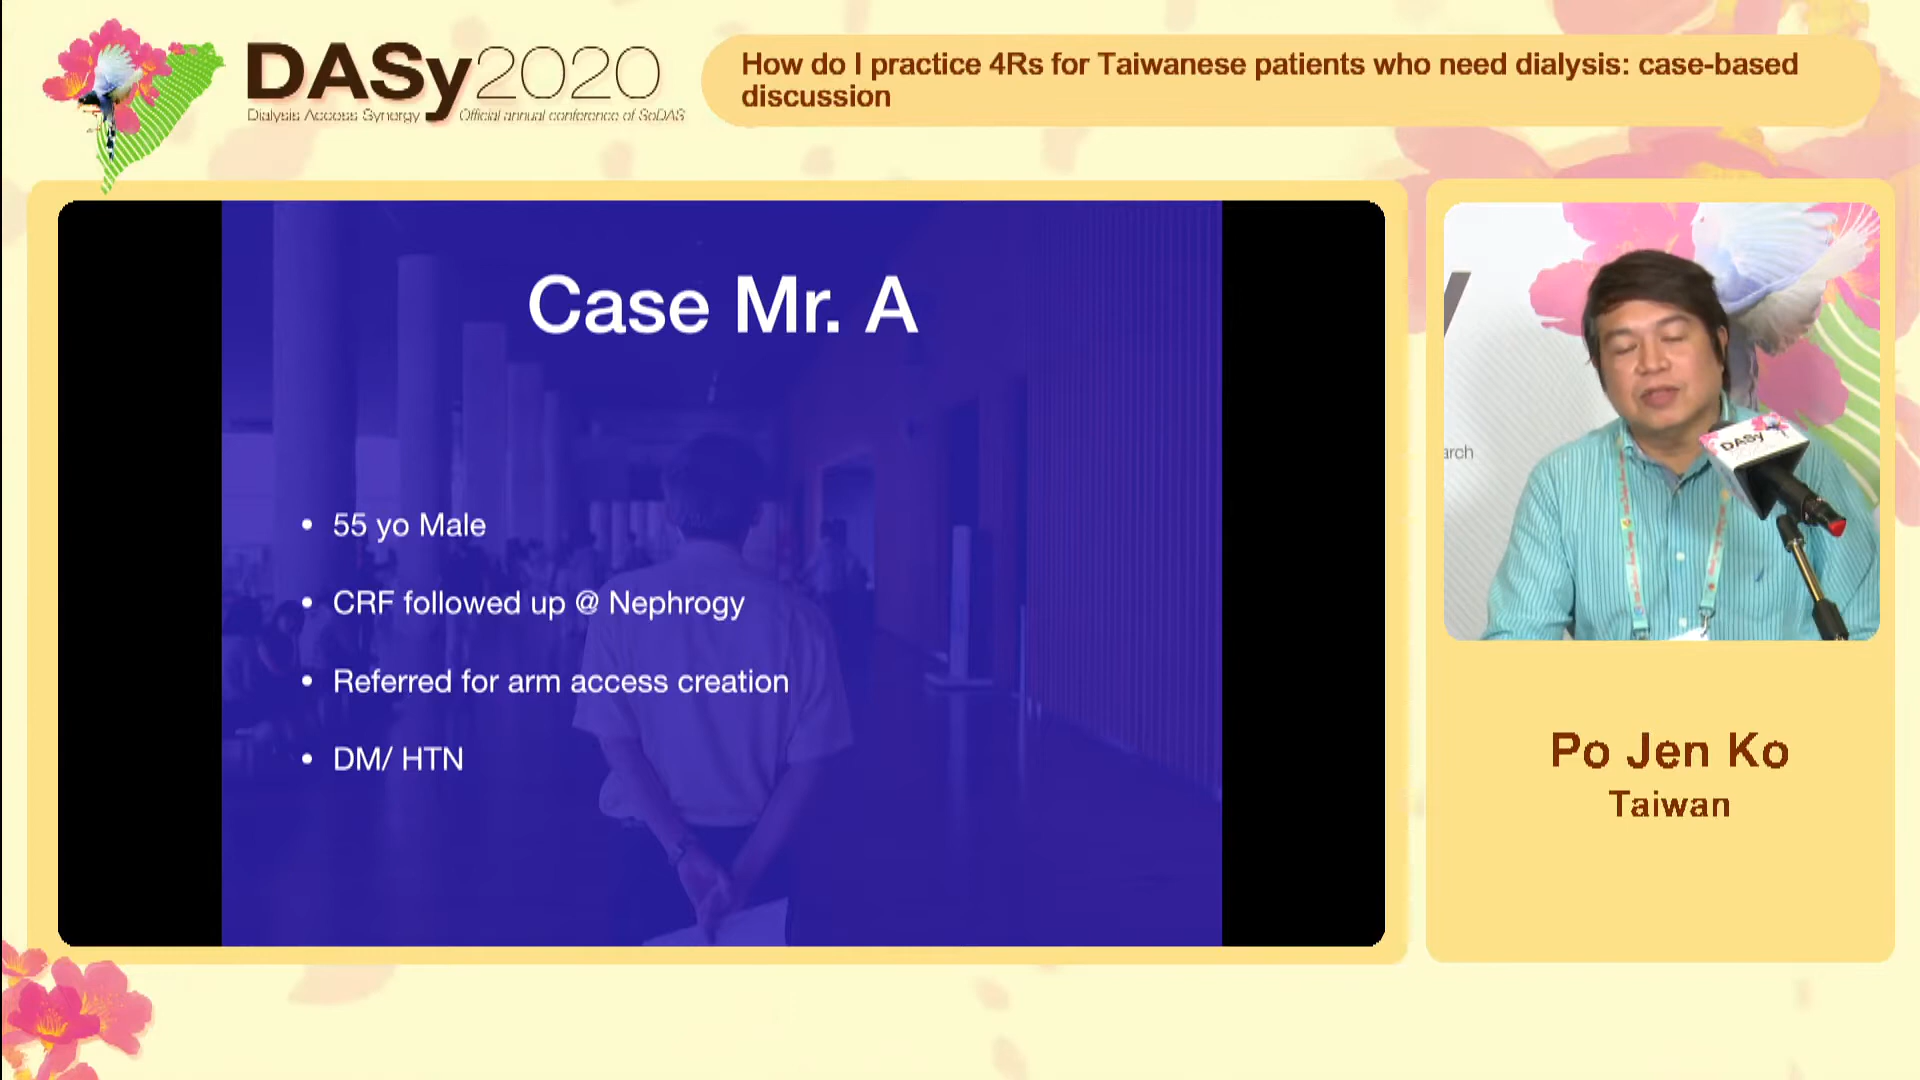 DASy2020
Dialysis Access Synergy Official annual conference of SoDAS
How do I practice 4Rs for Taiwanese patients who need dialysis: case-based
discussion
Case Mr. A
• 55 yo Male
• CRF followed up @ Nephrogy
• Referred for arm access creation
• DM/ HTN
arch
DASy
Po Jen Ko
Taiwan